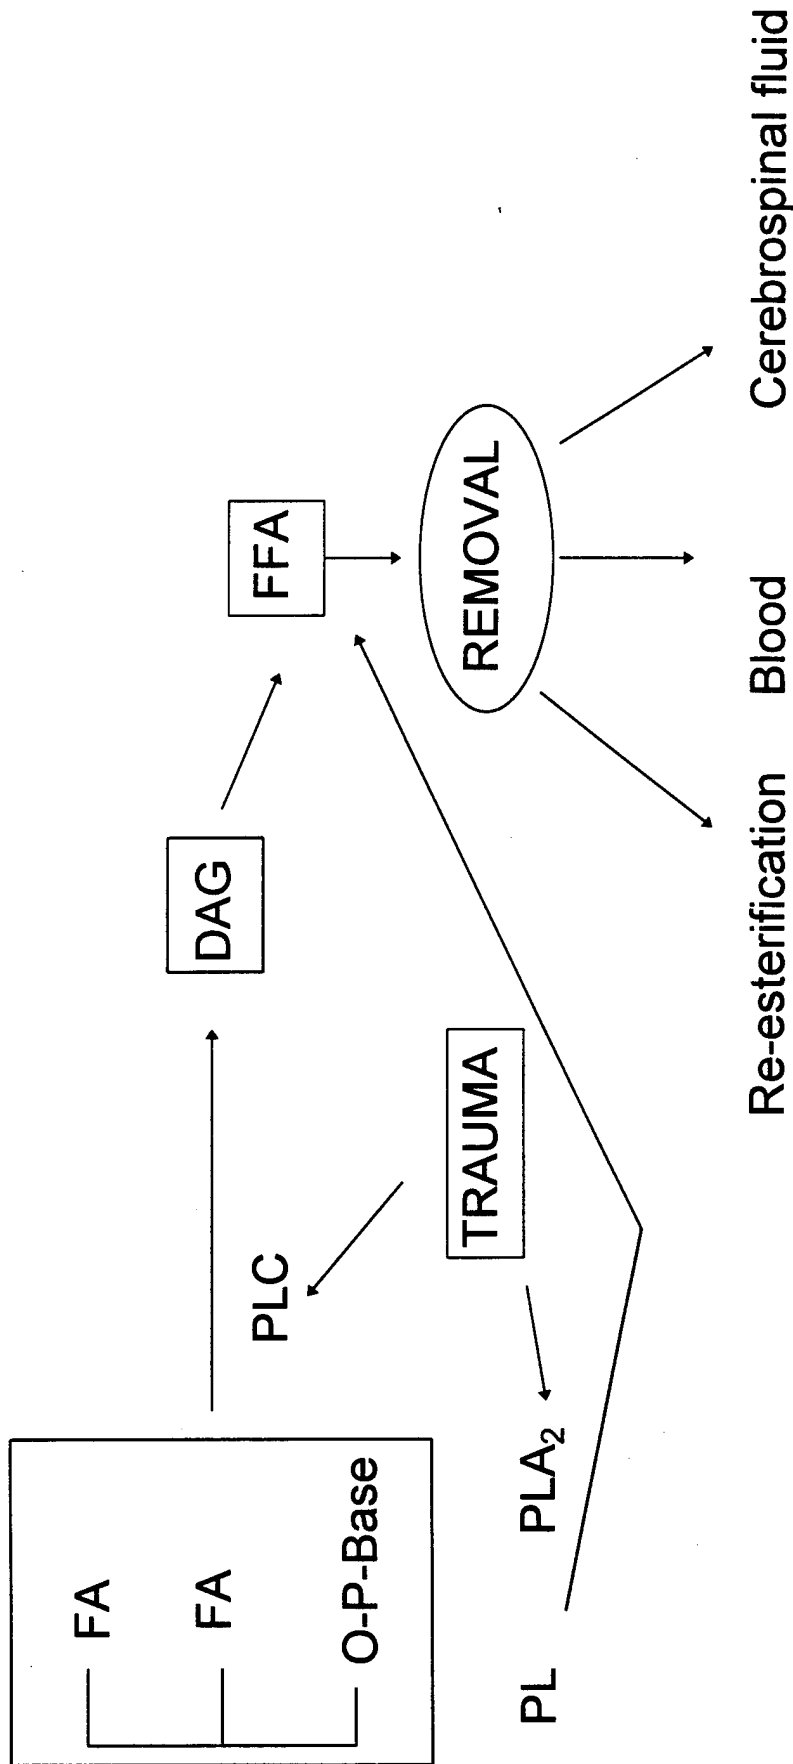 FA
FA
O-P-Base
PL
PLC
PLA₂
TRAUMA
DAG
FFA
REMOVAL
Re-esterification
Blood
Cerebrospinal fluid